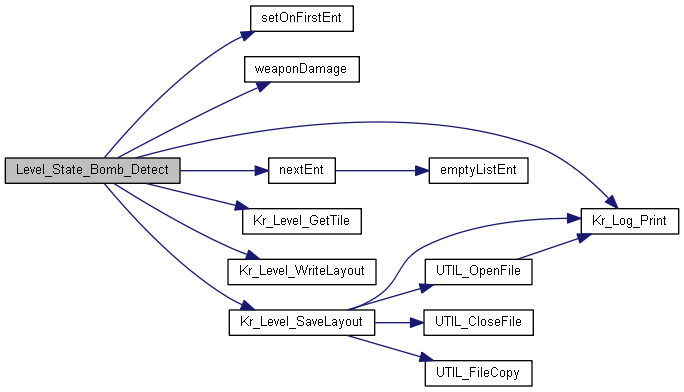 setOnFirstEnt
weaponDamage
Level_State_Bomb_Detect
nextEnt
emptyListEnt
Kr_Level_GetTile
Kr_Log_Print
Kr_Level_WriteLayout
UTIL_OpenFile
Kr_Level_SaveLayout
UTIL_CloseFile
UTIL_FileCopy